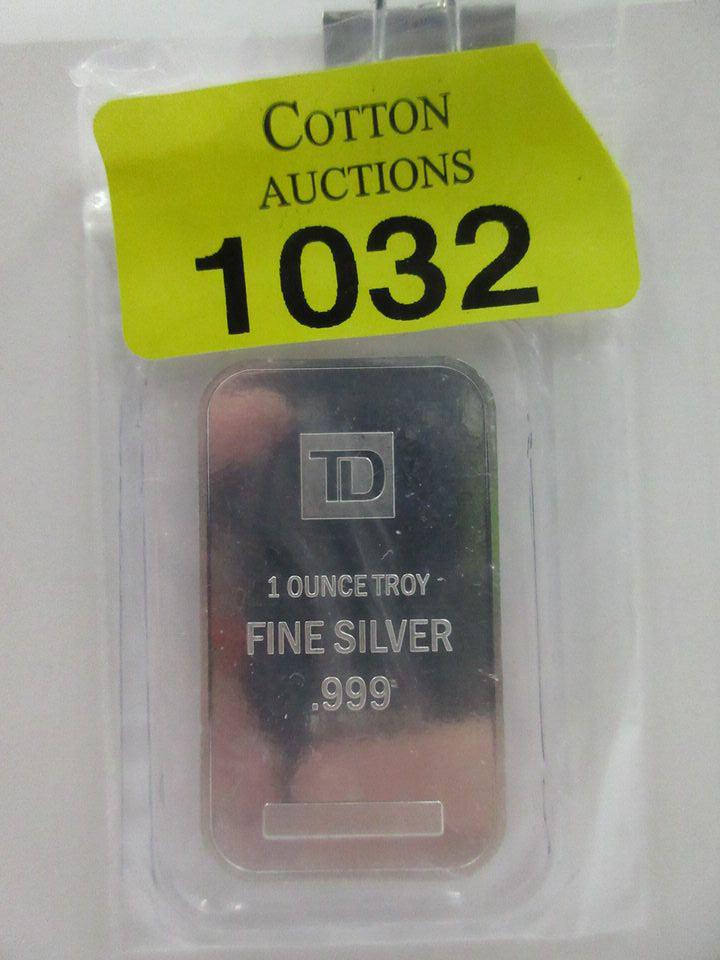 COTTON
AUCTIONS
1032
TD
1 OUNCE TROY
FINE SILVER
.999